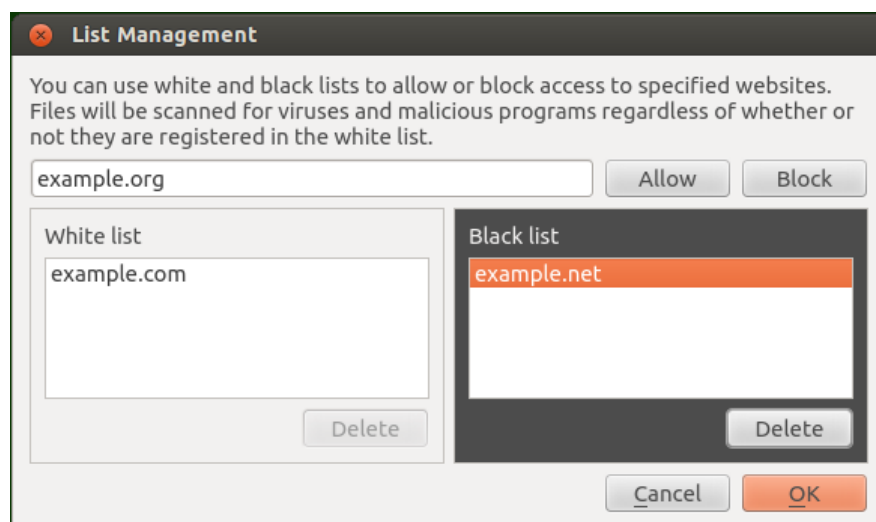 List Management
You can use white and black lists to allow or block access to specified websites.
Files will be scanned for viruses and malicious programs regardless of whether or
not they are registered in the white list.
example.org
Allow
Block
White list
example.com
Delete
Black list
example.net
Delete
Cancel
OK